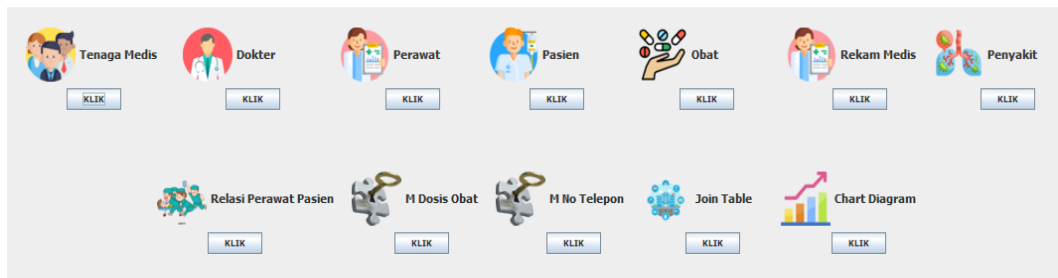 Tenaga Medis
Dokter
Perawat
Pasien
Obat
Rekam Medis
Penyakit
KLIK
KLIK
KLIK
KLIK
KLIK
KLIK
KLIK
Relasi Perawat Pasien
M Dosis Obat
M No Telepon
Join Table
Chart Diagram
KLIK
KLIK
KLIK
KLIK
KLIK